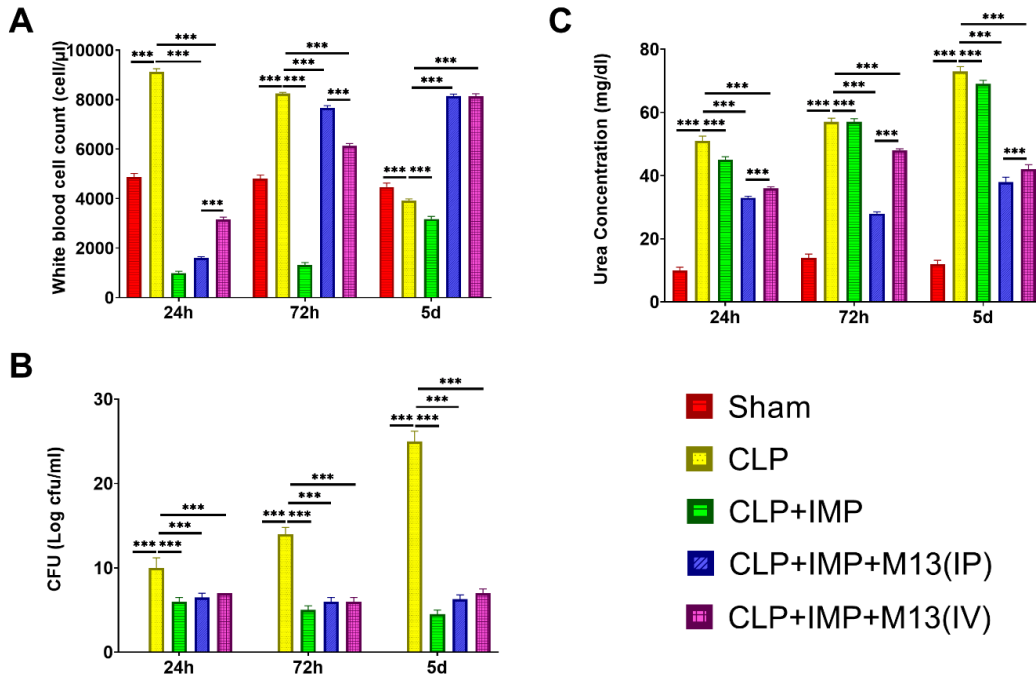 A
White blood cell count (cell/µl)
10000
8000
6000
4000
2000
0
*** *** ***
*** *** *** *** ***
*** *** *** ***
***
24h 72h 5d
B
CFU (Log cfu/ml)
30
20
10
0
*** *** *** ***
*** *** *** ***
*** *** *** ***
24h 72h 5d
C
Urea Concentration (mg/dl)
80
60
40
20
0
*** *** *** *** ***
*** *** *** *** ***
*** *** *** *** ***
24h 72h 5d
Sham
CLP
CLP+IMP
CLP+IMP+M13(IP)
CLP+IMP+M13(IV)